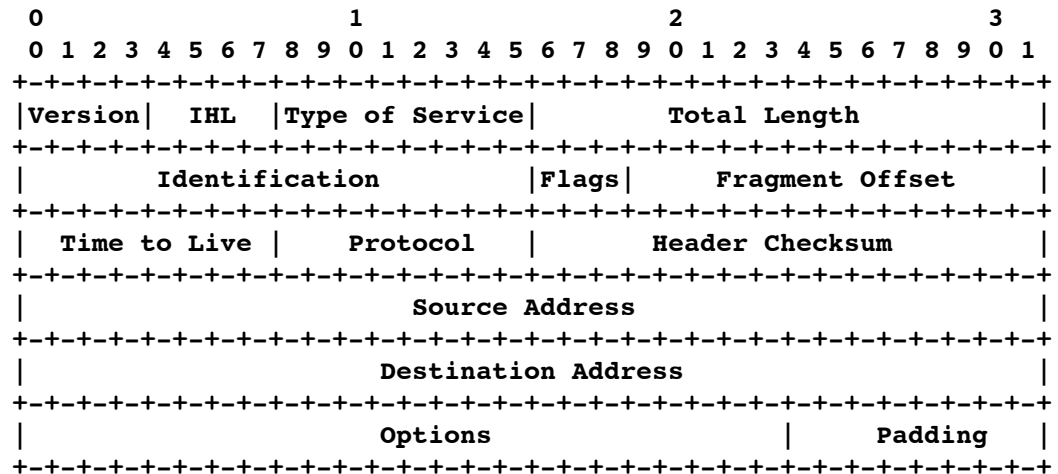 0                   1                   2                   3
 0 1 2 3 4 5 6 7 8 9 0 1 2 3 4 5 6 7 8 9 0 1 2 3 4 5 6 7 8 9 0 1
+-+-+-+-+-+-+-+-+-+-+-+-+-+-+-+-+-+-+-+-+-+-+-+-+-+-+-+-+-+-+-+-+
|Version|  IHL  |Type of Service|        Total Length           |
+-+-+-+-+-+-+-+-+-+-+-+-+-+-+-+-+-+-+-+-+-+-+-+-+-+-+-+-+-+-+-+-+
|        Identification         |Flags|     Fragment Offset     |
+-+-+-+-+-+-+-+-+-+-+-+-+-+-+-+-+-+-+-+-+-+-+-+-+-+-+-+-+-+-+-+-+
|  Time to Live |    Protocol   |       Header Checksum         |
+-+-+-+-+-+-+-+-+-+-+-+-+-+-+-+-+-+-+-+-+-+-+-+-+-+-+-+-+-+-+-+-+
|                        Source Address                         |
+-+-+-+-+-+-+-+-+-+-+-+-+-+-+-+-+-+-+-+-+-+-+-+-+-+-+-+-+-+-+-+-+
|                      Destination Address                      |
+-+-+-+-+-+-+-+-+-+-+-+-+-+-+-+-+-+-+-+-+-+-+-+-+-+-+-+-+-+-+-+-+
|                      Options                  |     Padding   |
+-+-+-+-+-+-+-+-+-+-+-+-+-+-+-+-+-+-+-+-+-+-+-+-+-+-+-+-+-+-+-+-+